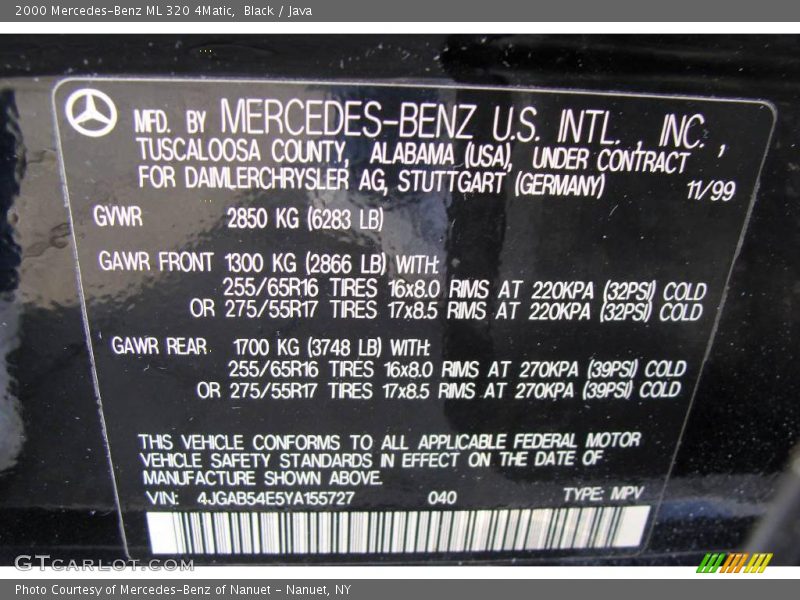 2000 Mercedes-Benz ML 320 4Matic,  Black / Java
MFD. BY MERCEDES-BENZ U.S. INTL., INC.,
TUSCALOOSA COUNTY, ALABAMA (USA), UNDER CONTRACT
FOR DAIMLERCHRYSLER AG, STUTTGART (GERMANY) 11/99
GVWR 2850 KG (6283 LB)
GAWR FRONT 1300 KG (2866 LB) WITH:
255/65R16 TIRES 16x8.0 RIMS AT 220KPA (32PSI) COLD
OR 275/55R17 TIRES 17x8.5 RIMS AT 220KPA (32PSI) COLD
GAWR REAR 1700 KG (3748 LB) WITH:
255/65R16 TIRES 16x8.0 RIMS AT 270KPA (39PSI) COLD
OR 275/55R17 TIRES 17x8.5 RIMS AT 270KPA (39PSI) COLD
THIS VEHICLE CONFORMS TO ALL APPLICABLE FEDERAL MOTOR
VEHICLE SAFETY STANDARDS IN EFFECT ON THE DATE OF
MANUFACTURE SHOWN ABOVE.
VIN: 4JGAB54E5YA155727 040 TYPE: MPV
GTCARLOT.COM
Photo Courtesy of Mercedes-Benz of Nanuet - Nanuet, NY